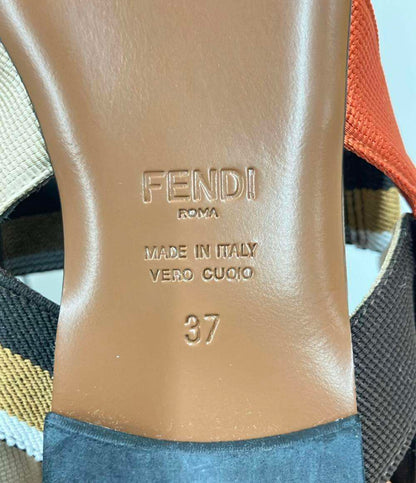 FENDI
ROMA
MADE IN ITALY
VERO CUOIO
37